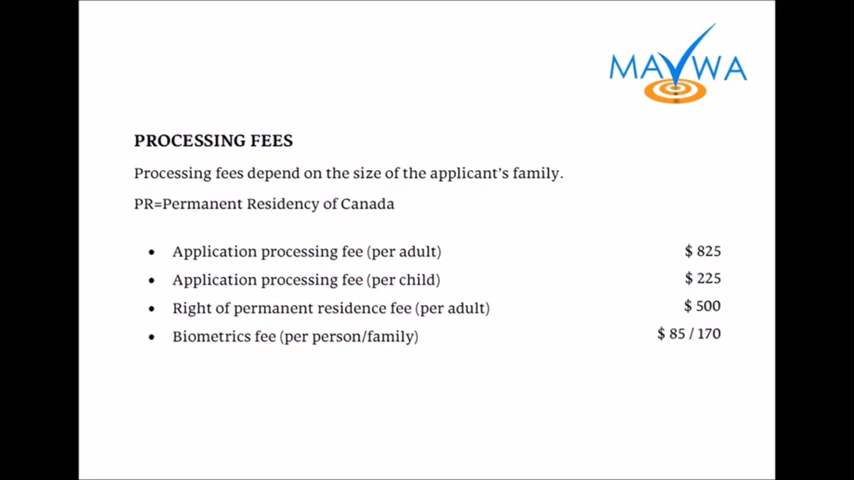 MAVWA
PROCESSING FEES
Processing fees depend on the size of the applicant's family.
PR=Permanent Residency of Canada
• Application processing fee (per adult) $ 825
• Application processing fee (per child) $ 225
• Right of permanent residence fee (per adult) $ 500
• Biometrics fee (per person/family) $ 85 / 170